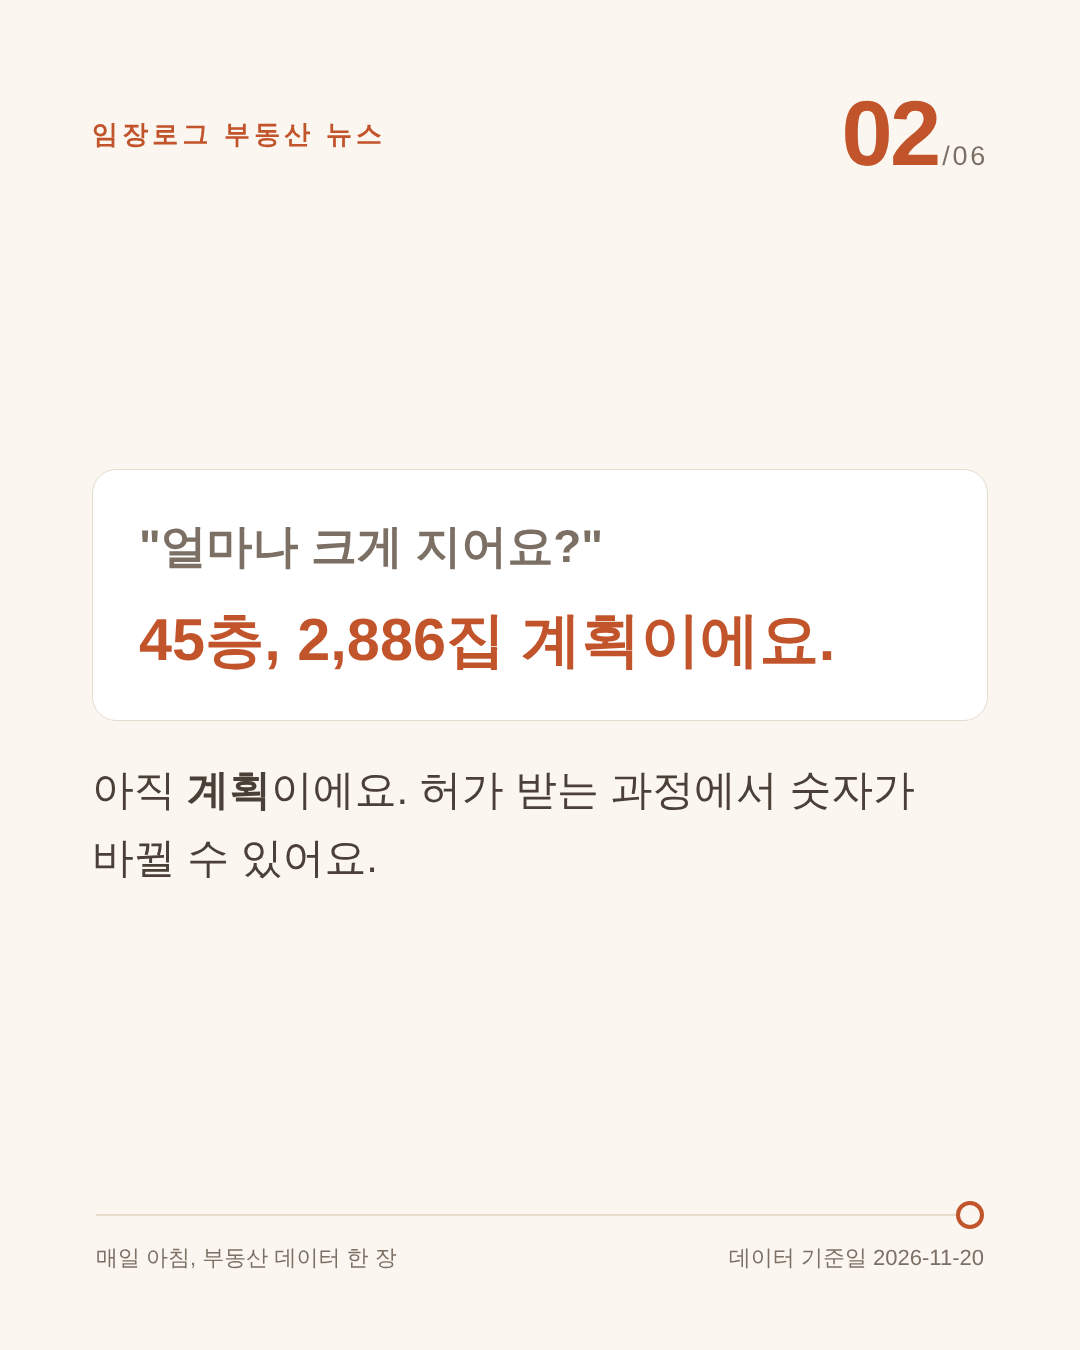 임장로그 부동산 뉴스
02/06
"얼마나 크게 지어요?"
45층, 2,886집 계획이에요.
아직 계획이에요. 허가 받는 과정에서 숫자가
바뀔 수 있어요.
매일 아침, 부동산 데이터 한 장
데이터 기준일 2026-11-20